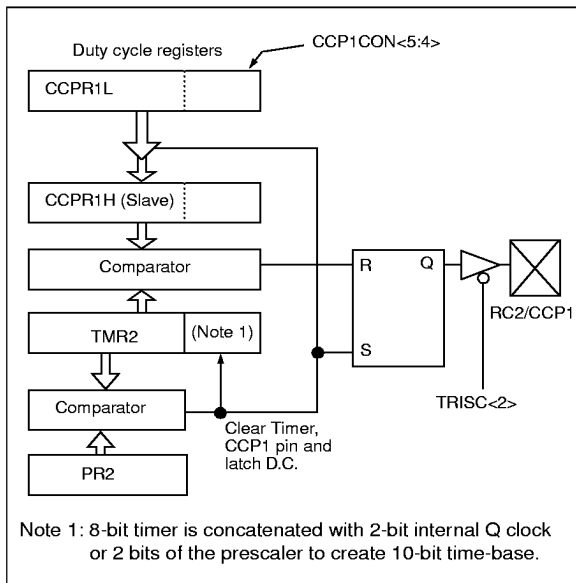 Duty cycle registers
CCP1CON<5:4>
CCPR1L
CCPR1H (Slave)
Comparator
R
Q
RC2/CCP1
TMR2
(Note 1)
S
TRISC<2>
Comparator
Clear Timer,
CCP1 pin and
latch D.C.
PR2
Note 1: 8-bit timer is concatenated with 2-bit internal Q clock
or 2 bits of the prescaler to create 10-bit time-base.